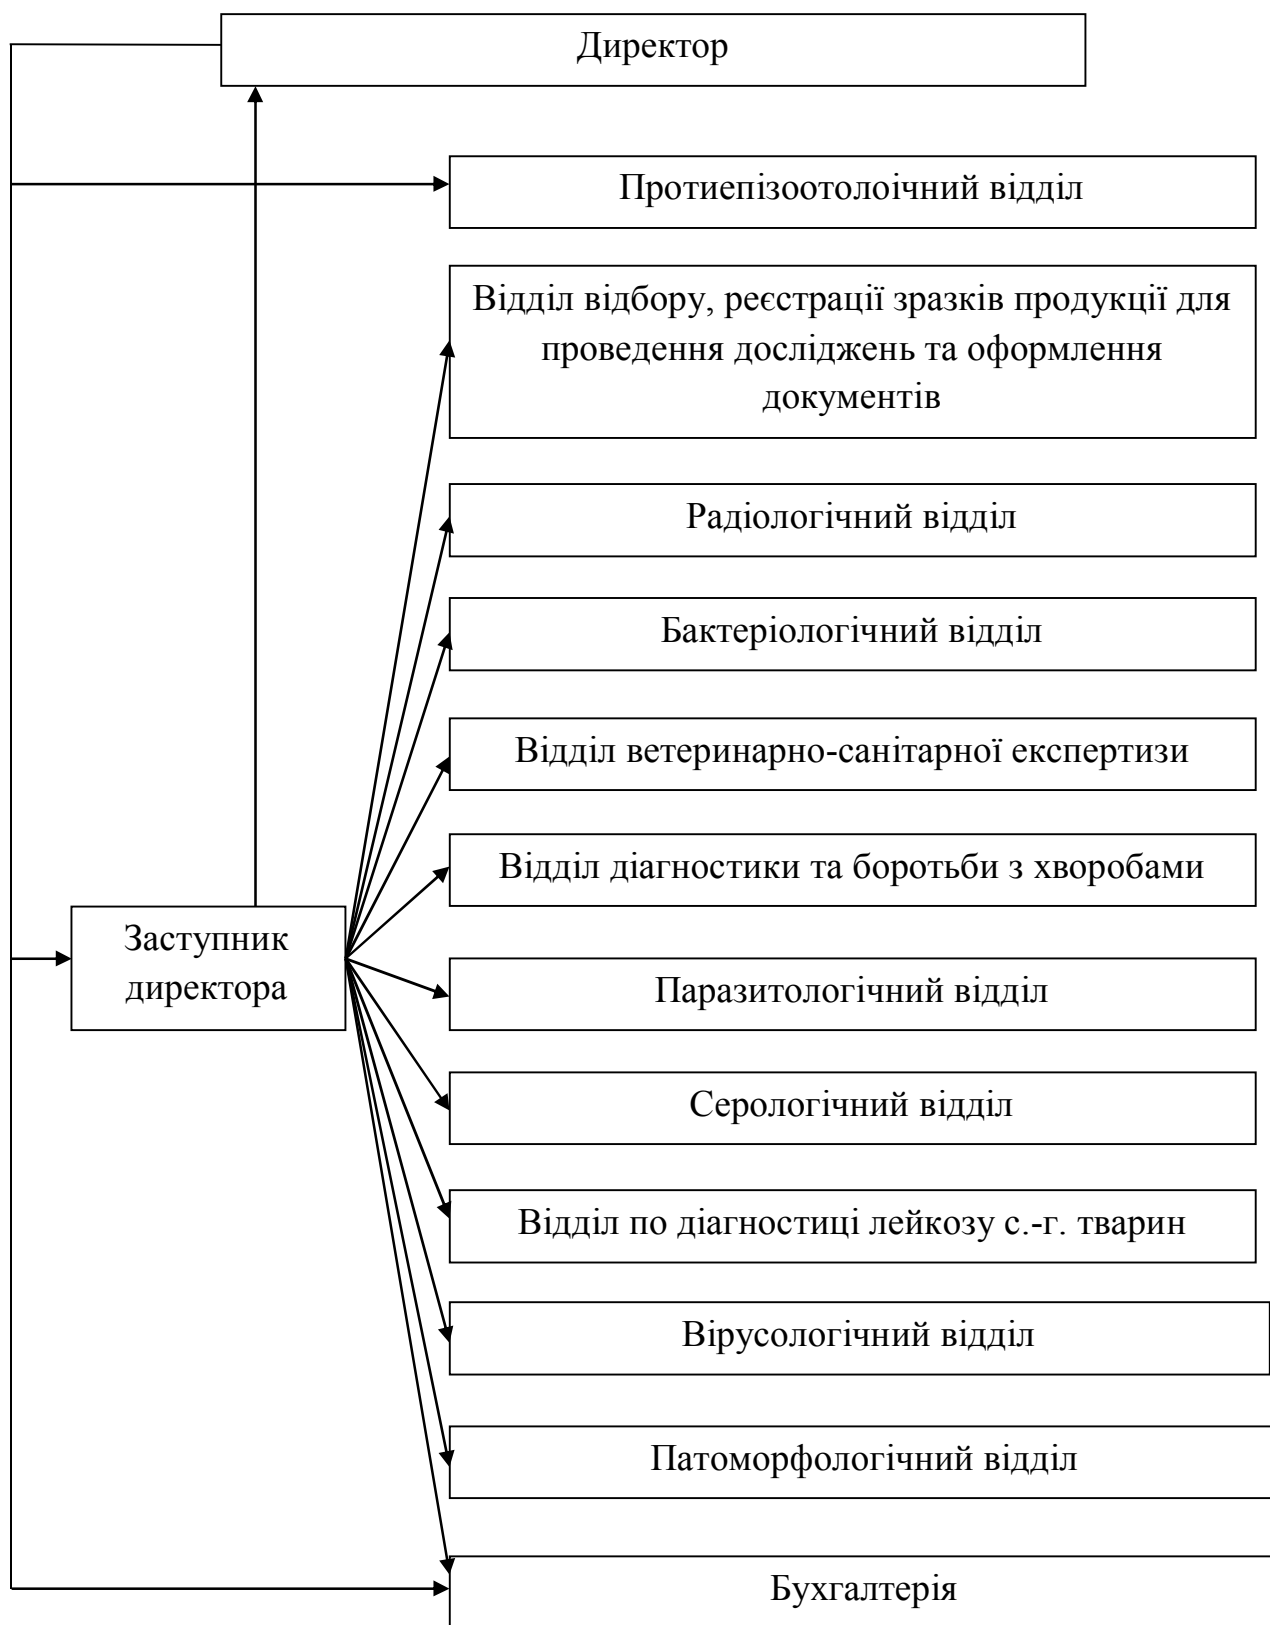 Директор
Протиепізоотолоічний відділ
Відділ відбору, реєстрації зразків продукції для
проведення досліджень та оформлення
документів
Радіологічний відділ
Бактеріологічний відділ
Відділ ветеринарно-санітарної експертизи
Відділ діагностики та боротьби з хворобами
Заступник
директора
Паразитологічний відділ
Серологічний відділ
Відділ по діагностиці лейкозу с.-г. тварин
Вірусологічний відділ
Патоморфологічний відділ
Бухгалтерія